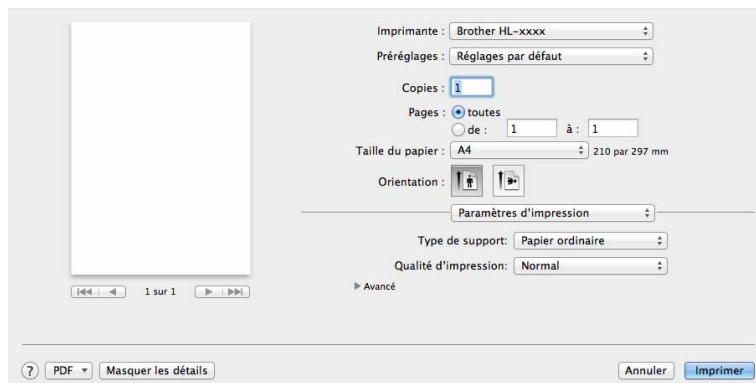 Imprimante : Brother HL-xxxx
Préréglages : Réglages par défaut
Copies : 1
Pages : toutes
de : 1 à : 1
Taille du papier : A4 210 par 297 mm
Orientation :
Paramètres d'impression
Type de support: Papier ordinaire
Qualité d'impression: Normal
Avancé
1 sur 1
? PDF Masquer les détails Annuler Imprimer